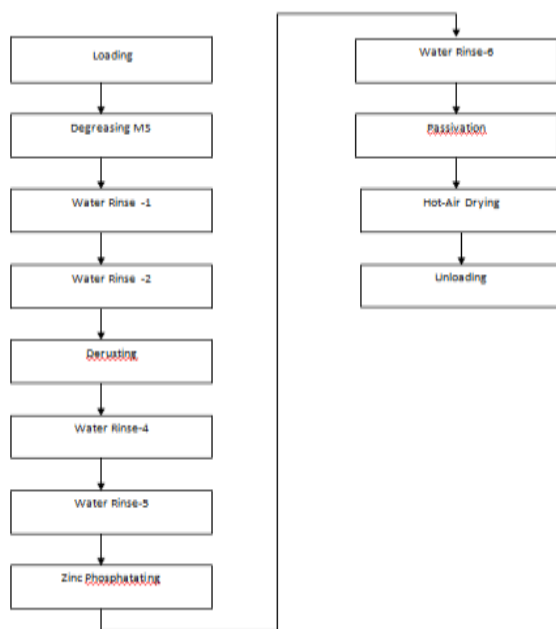 Loading
Degreasing MS
Water Rinse -1
Water Rinse -2
Derusting
Water Rinse-4
Water Rinse-5
Zinc Phosphatating
Water Rinse-6
Passivation
Hot-Air Drying
Unloading